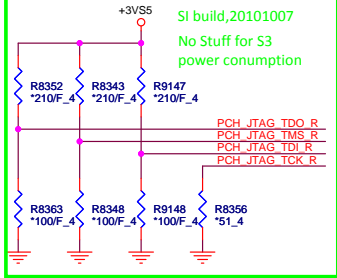 +3VS5
SI build,20101007
No Stuff for S3
power conumption
R8352
*210/F_4
R8343
*210/F_4
R9147
*210/F_4
PCH_JTAG_TDO_R
PCH_JTAG_TMS_R
PCH_JTAG_TDI_R
PCH_JTAG_TCK_R
R8363
*100/F_4
R8348
*100/F_4
R9148
*100/F_4
R8356
*51_4